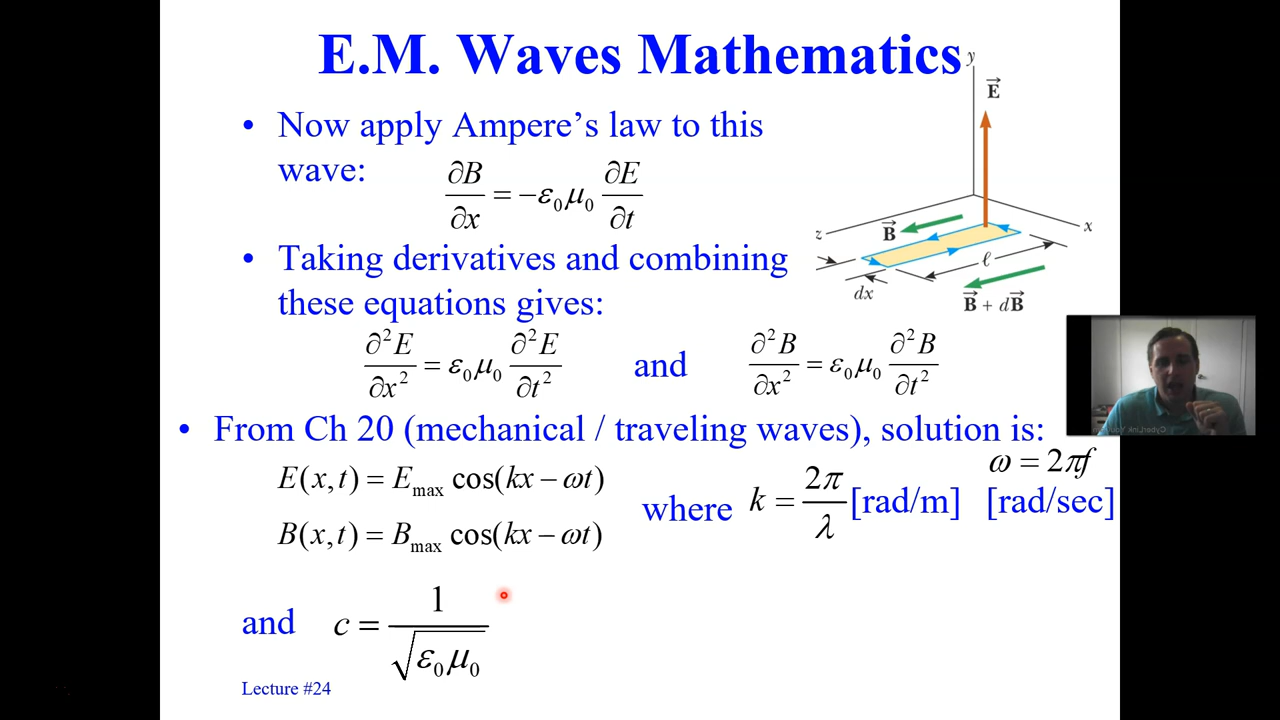 E.M. Waves Mathematics
• Now apply Ampere's law to this
wave:
∂B/∂x = −ε₀μ₀ ∂E/∂t
y
E⃗
B⃗
x
z
ℓ
dx
B⃗ + dB⃗
• Taking derivatives and combining
these equations gives:
∂²E/∂x² = ε₀μ₀ ∂²E/∂t² and ∂²B/∂x² = ε₀μ₀ ∂²B/∂t²
• From Ch 20 (mechanical / traveling waves), solution is:
E(x,t) = Emax cos(kx − ωt)
B(x,t) = Bmax cos(kx − ωt)
where k = 2π/λ [rad/m]
ω = 2πf
[rad/sec]
and c = 1/√ε₀μ₀
Lecture #24